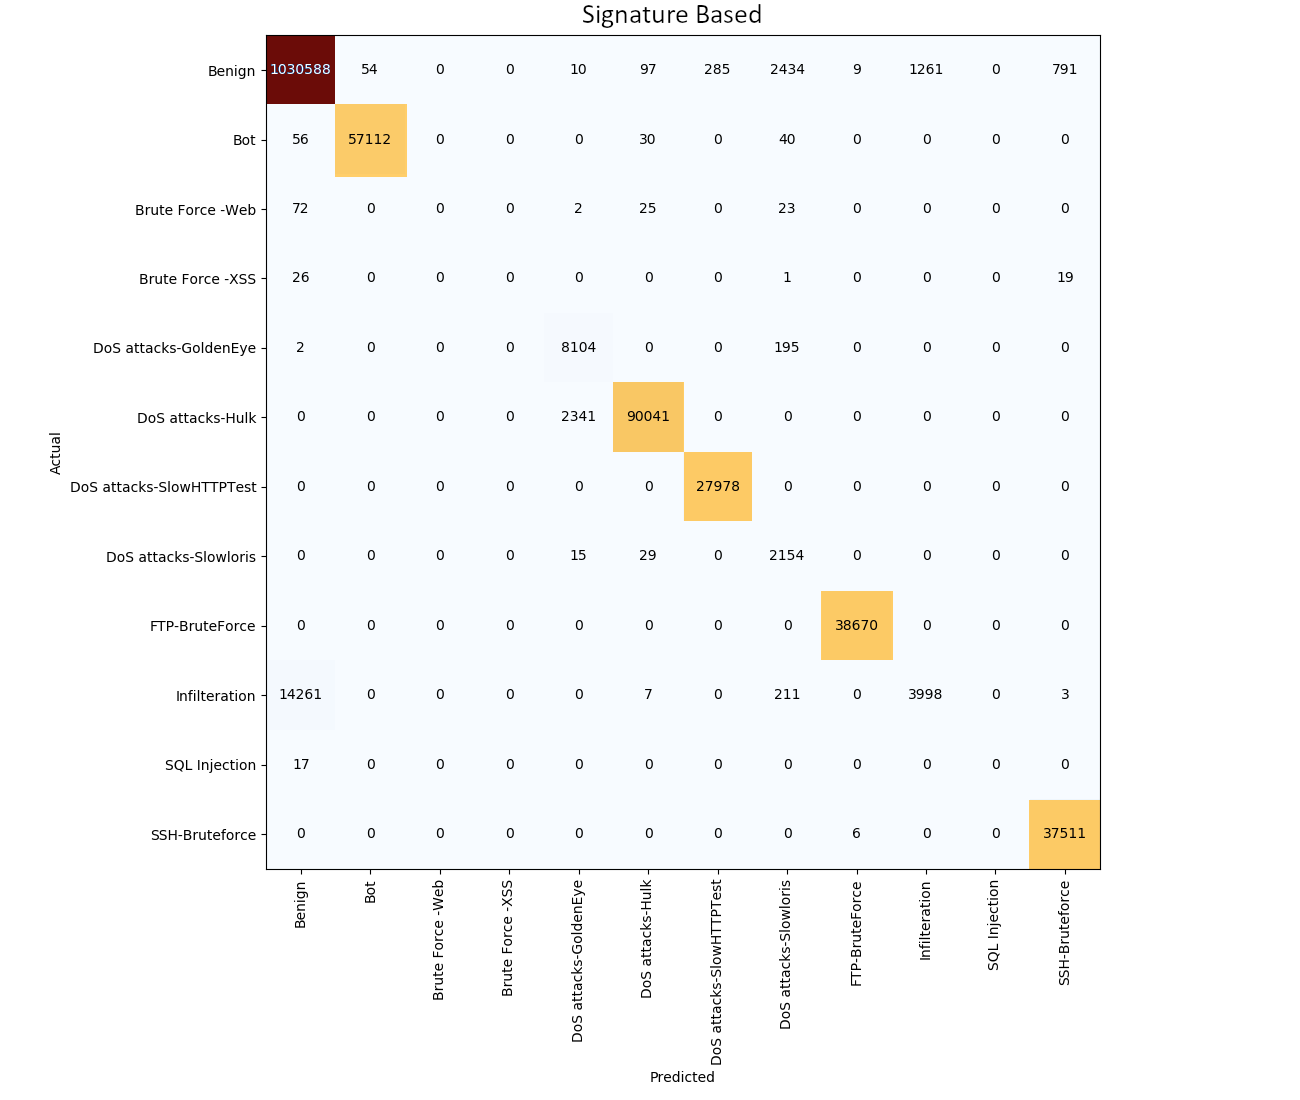 Signature Based
Benign 1030588 54 0 0 10 97 285 2434 9 1261 0 791
Bot 56 57112 0 0 0 30 0 40 0 0 0 0
Brute Force -Web 72 0 0 0 2 25 0 23 0 0 0 0
Brute Force -XSS 26 0 0 0 0 0 0 1 0 0 0 19
DoS attacks-GoldenEye 2 0 0 0 8104 0 0 195 0 0 0 0
DoS attacks-Hulk 0 0 0 0 2341 90041 0 0 0 0 0 0
Actual
DoS attacks-SlowHTTPTest 0 0 0 0 0 0 27978 0 0 0 0 0
DoS attacks-Slowloris 0 0 0 0 15 29 0 2154 0 0 0 0
FTP-BruteForce 0 0 0 0 0 0 0 0 38670 0 0 0
Infilteration 14261 0 0 0 0 7 0 211 0 3998 0 3
SQL Injection 17 0 0 0 0 0 0 0 0 0 0 0
SSH-Bruteforce 0 0 0 0 0 0 0 0 6 0 0 37511
Benign
Bot
Brute Force -Web
Brute Force -XSS
DoS attacks-GoldenEye
DoS attacks-Hulk
DoS attacks-SlowHTTPTest
DoS attacks-Slowloris
FTP-BruteForce
Infilteration
SQL Injection
SSH-Bruteforce
Predicted